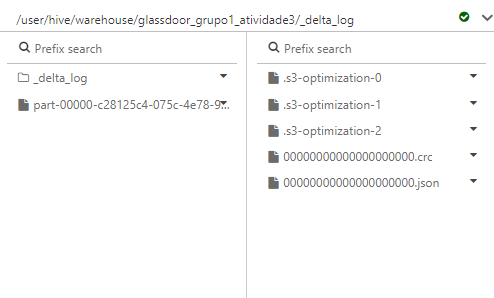 /user/hive/warehouse/glassdoor_grupo1_atividade3/_delta_log
Prefix search
_delta_log
part-00000-c28125c4-075c-4e78-9...
Prefix search
.s3-optimization-0
.s3-optimization-1
.s3-optimization-2
00000000000000000000.crc
00000000000000000000.json